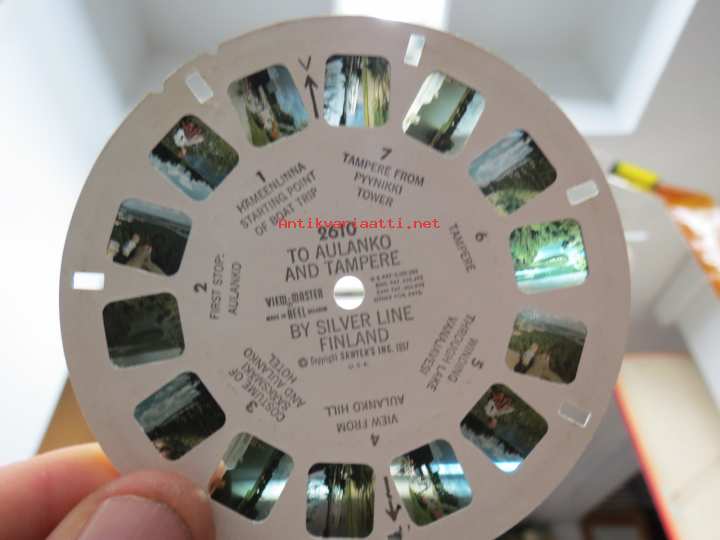 Antikvariaatti.net
2610
TO AULANKO
AND TAMPERE
VIEW-MASTER
REEL
BY SILVER LINE
FINLAND
© Copyright SAWYER'S INC. 1957
U.S.A.
1
HÄMEENLINNA
STARTING POINT
OF BOAT TRIP
2
FIRST STOP:
AULANKO
3
COSTUME OF
SÄÄKSMÄKI
AND AULANKO
HOTEL
4
VIEW FROM
AULANKO HILL
5
WINDING
THROUGH LAKE
VANAJAVESI
6
TAMPERE
7
TAMPERE FROM
PYYNIKKI
TOWER